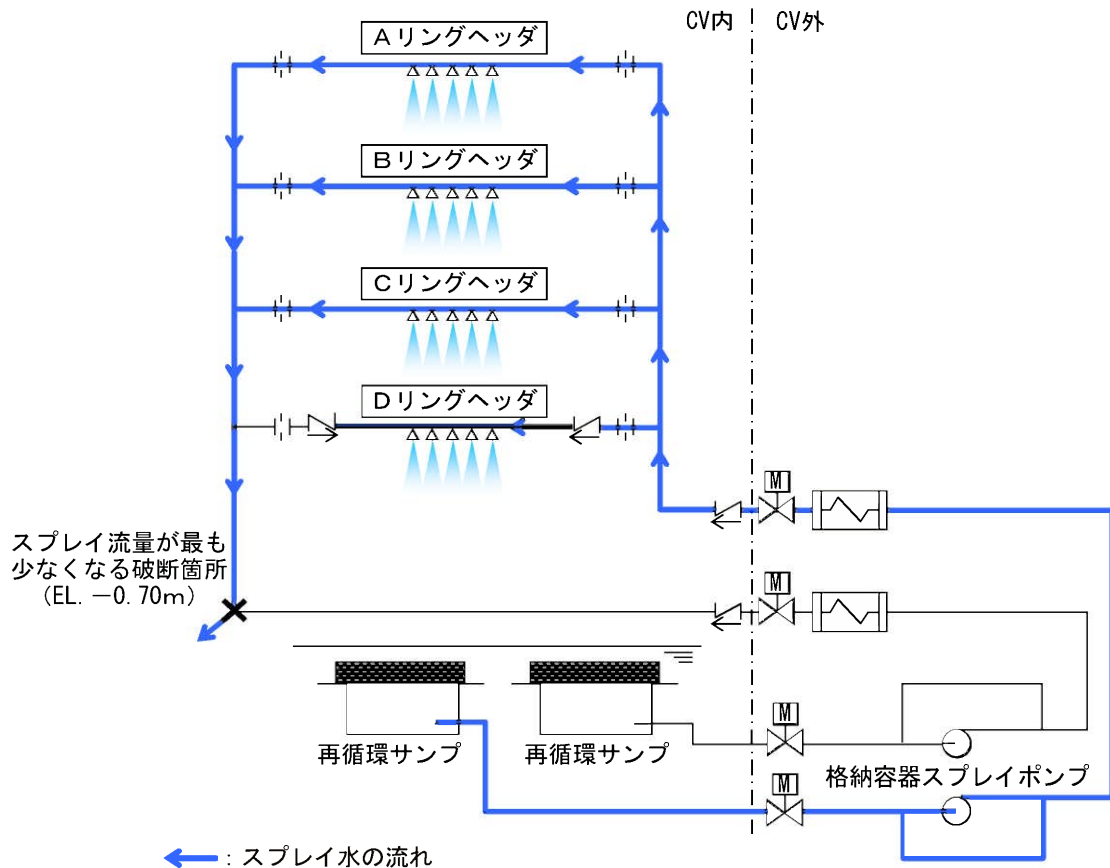 CV内
CV外
Aリングヘッダ
Bリングヘッダ
Cリングヘッダ
Dリングヘッダ
M
スプレイ流量が最も
少なくなる破断箇所
(EL. －0.70m)
M
M
再循環サンプ
再循環サンプ
格納容器スプレイポンプ
M
：スプレイ水の流れ